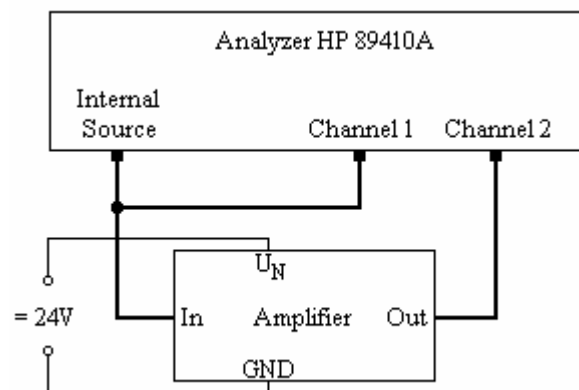 Analyzer HP 89410A
Internal
Source
Channel 1
Channel 2
U_N
= 24V
In
Amplifier
Out
GND